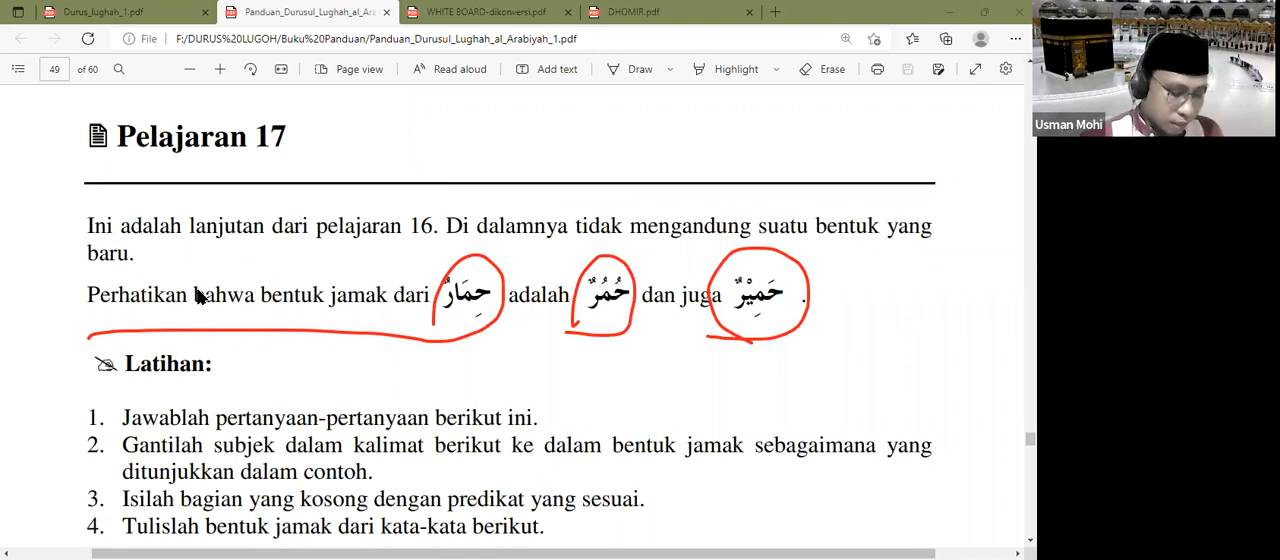 Durus_lughah_1.pdf
Panduan_Durusul_Lughah_al_Ara
WHITE BOARD-dikonversi.pdf
DHOMIR.pdf
File
F:/DURUS%20LUGOH/Buku%20Panduan/Panduan_Durusul_Lughah_al_Arabiyah_1.pdf
49 of 60
Page view
Read aloud
Add text
Draw
Highlight
Erase
Usman Mohi
Pelajaran 17
Ini adalah lanjutan dari pelajaran 16. Di dalamnya tidak mengandung suatu bentuk yang
baru.
Perhatikan bahwa bentuk jamak dari حِمَارٌ adalah حُمُرٌ dan juga حَمِيْرٌ .
Latihan:
1. Jawablah pertanyaan-pertanyaan berikut ini.
2. Gantilah subjek dalam kalimat berikut ke dalam bentuk jamak sebagaimana yang
ditunjukkan dalam contoh.
3. Isilah bagian yang kosong dengan predikat yang sesuai.
4. Tulislah bentuk jamak dari kata-kata berikut.